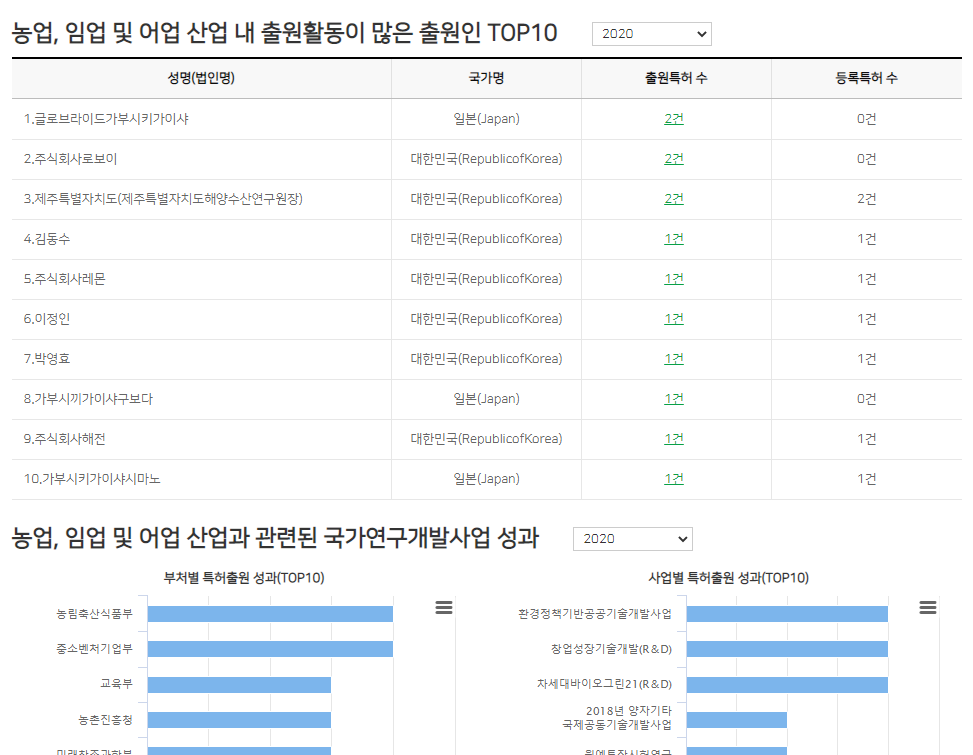 농업, 임업 및 어업 산업 내 출원활동이 많은 출원인 TOP10 2020
성명(법인명) 국가명 출원특허 수 등록특허 수
1.글로브라이드가부시키가이샤 일본(Japan) 2건 0건
2.주식회사로보이 대한민국(RepublicofKorea) 2건 0건
3.제주특별자치도(제주특별자치도해양수산연구원장) 대한민국(RepublicofKorea) 2건 2건
4.김동수 대한민국(RepublicofKorea) 1건 1건
5.주식회사레몬 대한민국(RepublicofKorea) 1건 1건
6.이정인 대한민국(RepublicofKorea) 1건 1건
7.박영효 대한민국(RepublicofKorea) 1건 1건
8.가부시끼가이샤구보다 일본(Japan) 1건 0건
9.주식회사해전 대한민국(RepublicofKorea) 1건 1건
10.가부시키가이샤시마노 일본(Japan) 1건 1건
농업, 임업 및 어업 산업과 관련된 국가연구개발사업 성과 2020
부처별 특허출원 성과(TOP10)
농림축산식품부
중소벤처기업부
교육부
농촌진흥청
사업별 특허출원 성과(TOP10)
환경정책기반공공기술개발사업
창업성장기술개발(R&D)
차세대바이오그린21(R&D)
2018년 양자기타
국제공동기술개발사업